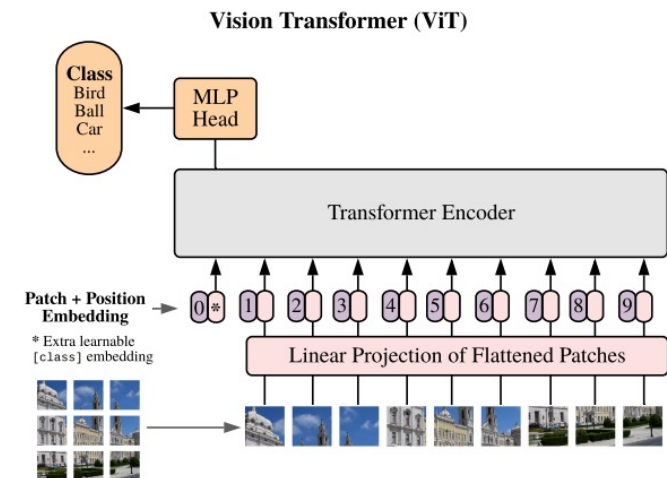 Vision Transformer (ViT)
Class
Bird
Ball
Car
...
MLP
Head
Transformer Encoder
Patch + Position
Embedding
0 * 1 2 3 4 5 6 7 8 9
* Extra learnable
[class] embedding
Linear Projection of Flattened Patches